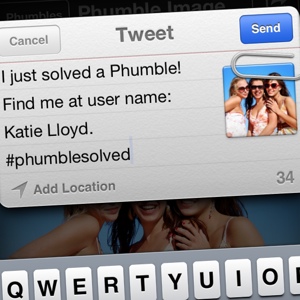 Phumbles Phumble Image
Cancel Tweet Send
I just solved a Phumble!
Find me at user name:
Katie Lloyd.
#phumblesolved
Add Location 34
Q W E R T Y U I O